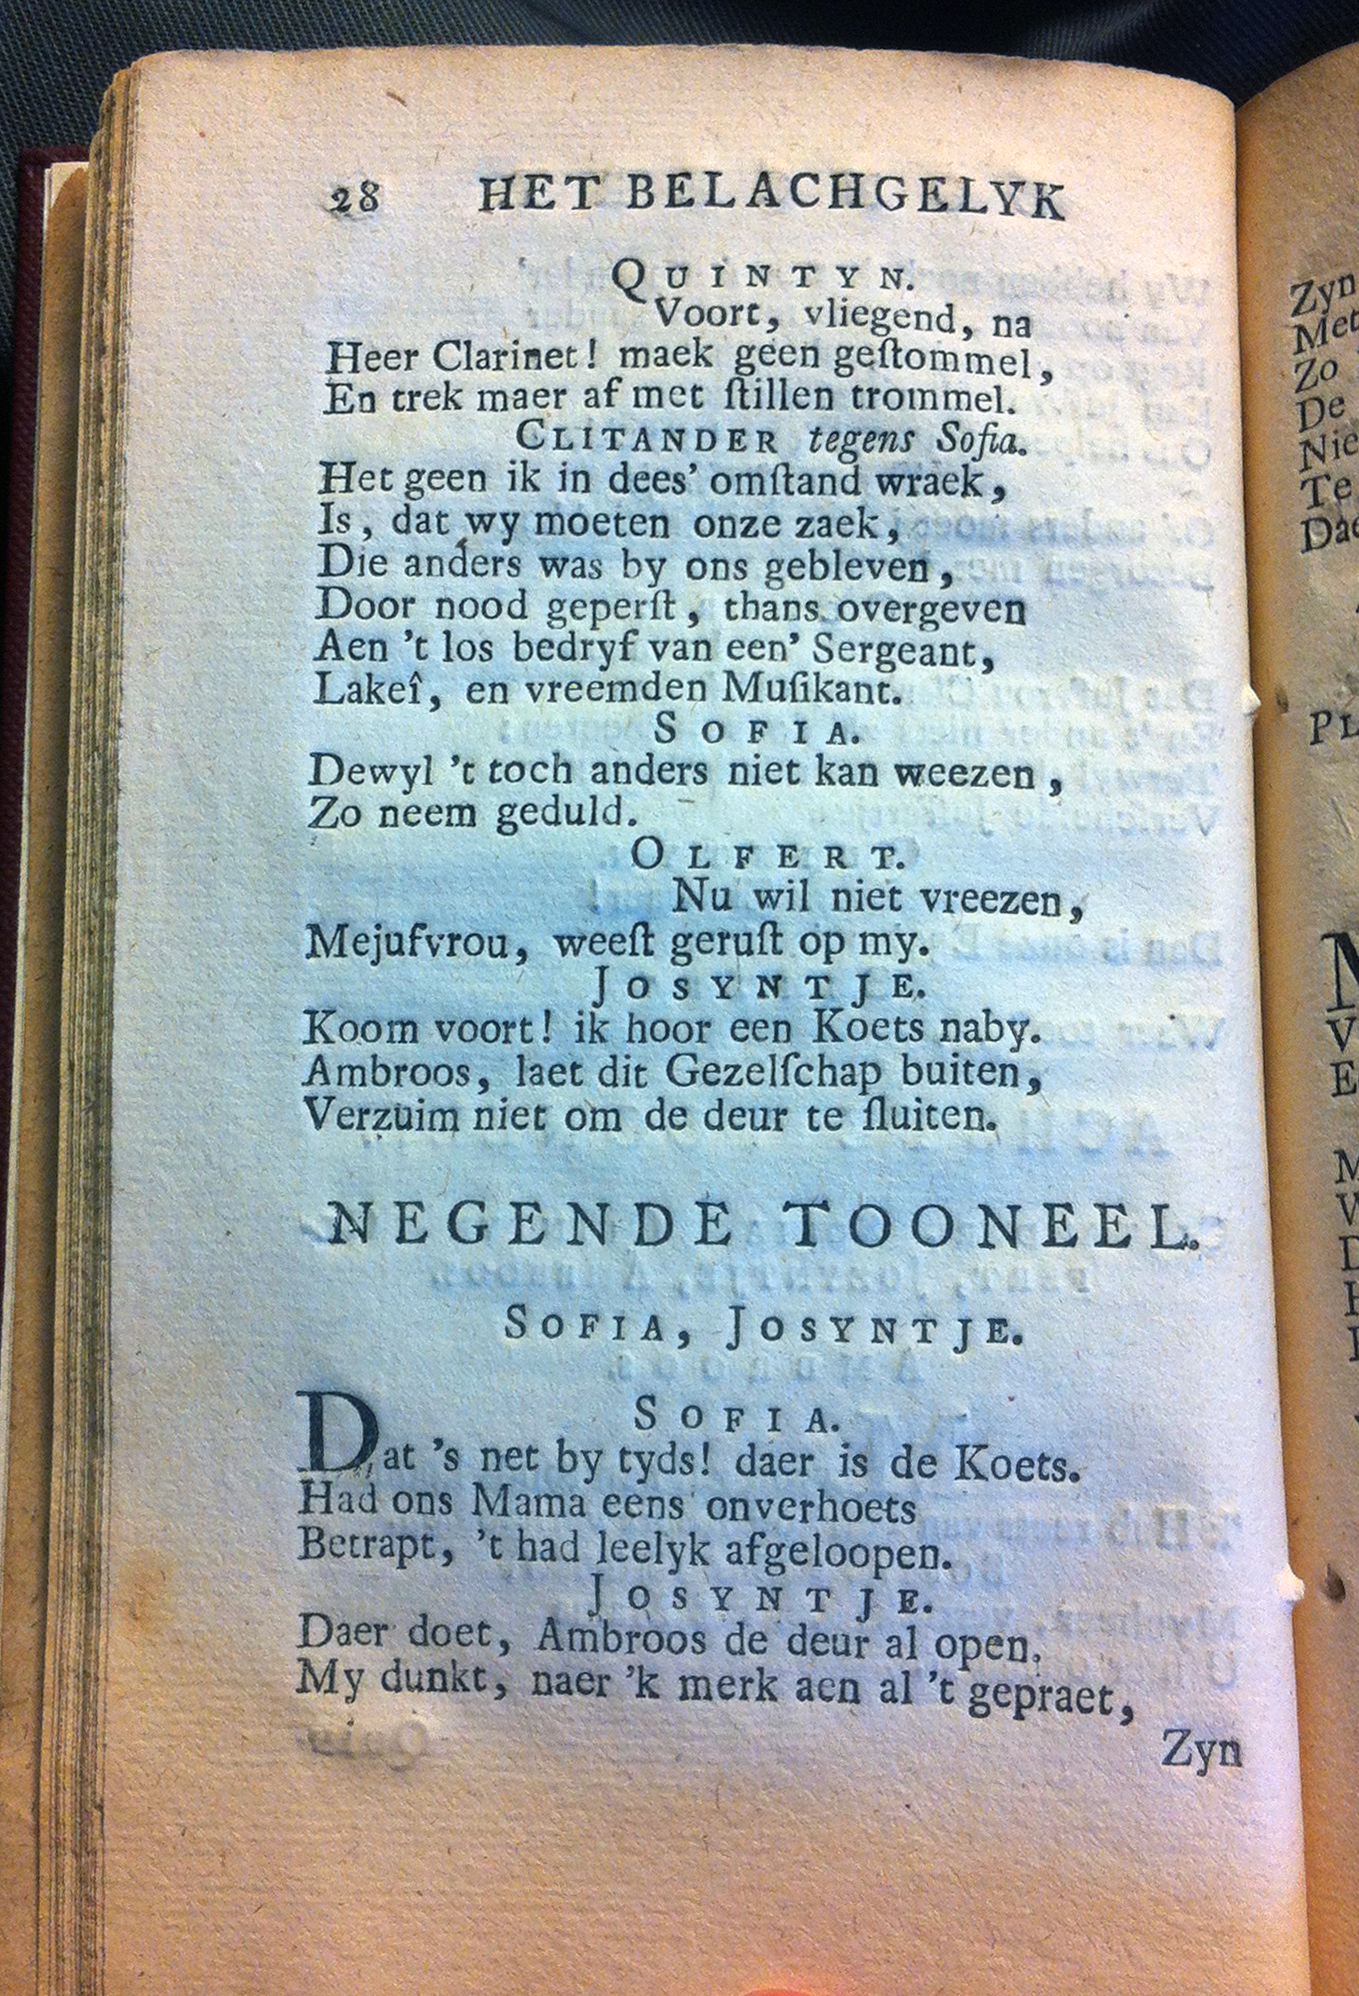 28 HET BELACHGELYK
QUINTYN.
Voort, vliegend, na
Heer Clarinet! maek geen geſtommel,
En trek maer af met ſtillen trommel.
CLITANDER tegens Sofia.
Het geen ik in dees’ omſtand wraek,
Is, dat wy moeten onze zaek,
Die anders was by ons gebleven,
Door nood geperſt, thans overgeven
Aen ’t los bedryf van een’ Sergeant,
Lakeî, en vreemden Muſikant.
SOFIA.
Dewyl ’t toch anders niet kan weezen,
Zo neem geduld.
OLFERT.
Nu wil niet vreezen,
Mejufvrou, weeſt geruſt op my.
JOSYNTJE.
Koom voort! ik hoor een Koets naby.
Ambroos, laet dit Gezelſchap buiten,
Verzuim niet om de deur te ſluiten.
NEGENDE TOONEEL.
SOFIA, JOSYNTJE.
SOFIA.
Dat ’s net by tyds! daer is de Koets.
Had ons Mama eens onverhoets
Betrapt, ’t had leelyk afgeloopen.
JOSYNTJE.
Daer doet, Ambroos de deur al open.
My dunkt, naer ’k merk aen al ’t gepraet,
Zyn
Zyn
Met
Zo
De
Nie
Te
PL
V
E